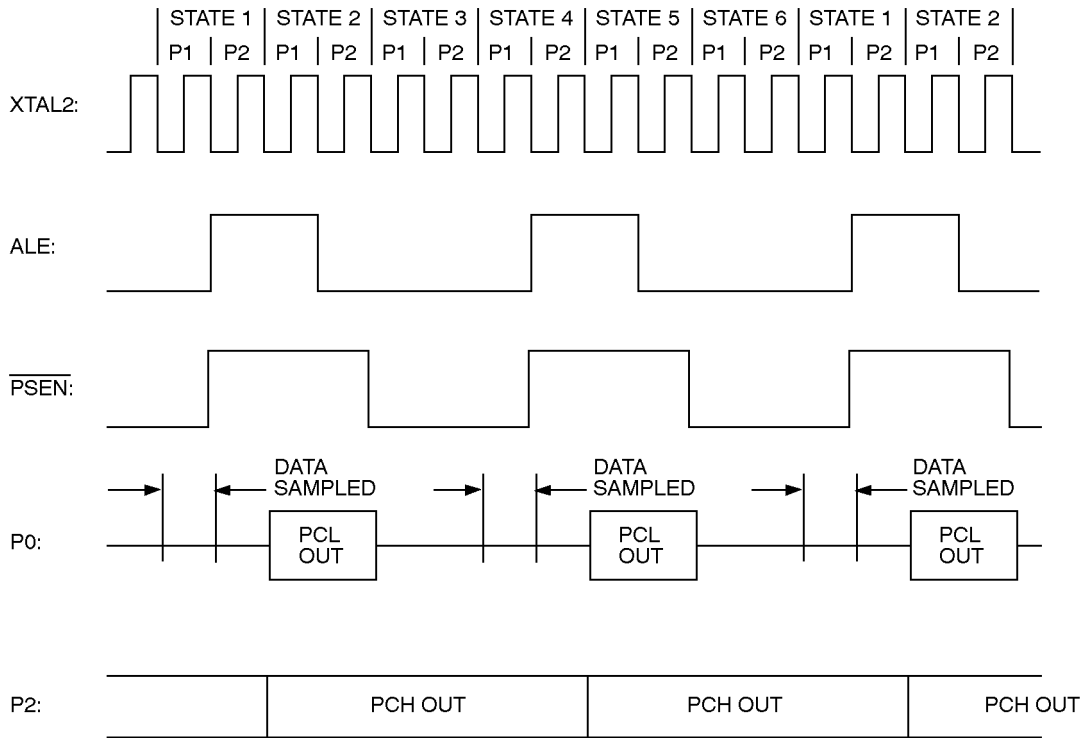 STATE 1 STATE 2 STATE 3 STATE 4 STATE 5 STATE 6 STATE 1 STATE 2
P1 P2 P1 P2 P1 P2 P1 P2 P1 P2 P1 P2 P1 P2 P1 P2
XTAL2:
ALE:
PSEN:
DATA SAMPLED
DATA SAMPLED
DATA SAMPLED
P0:
PCL OUT
PCL OUT
PCL OUT
P2:
PCH OUT
PCH OUT
PCH OUT